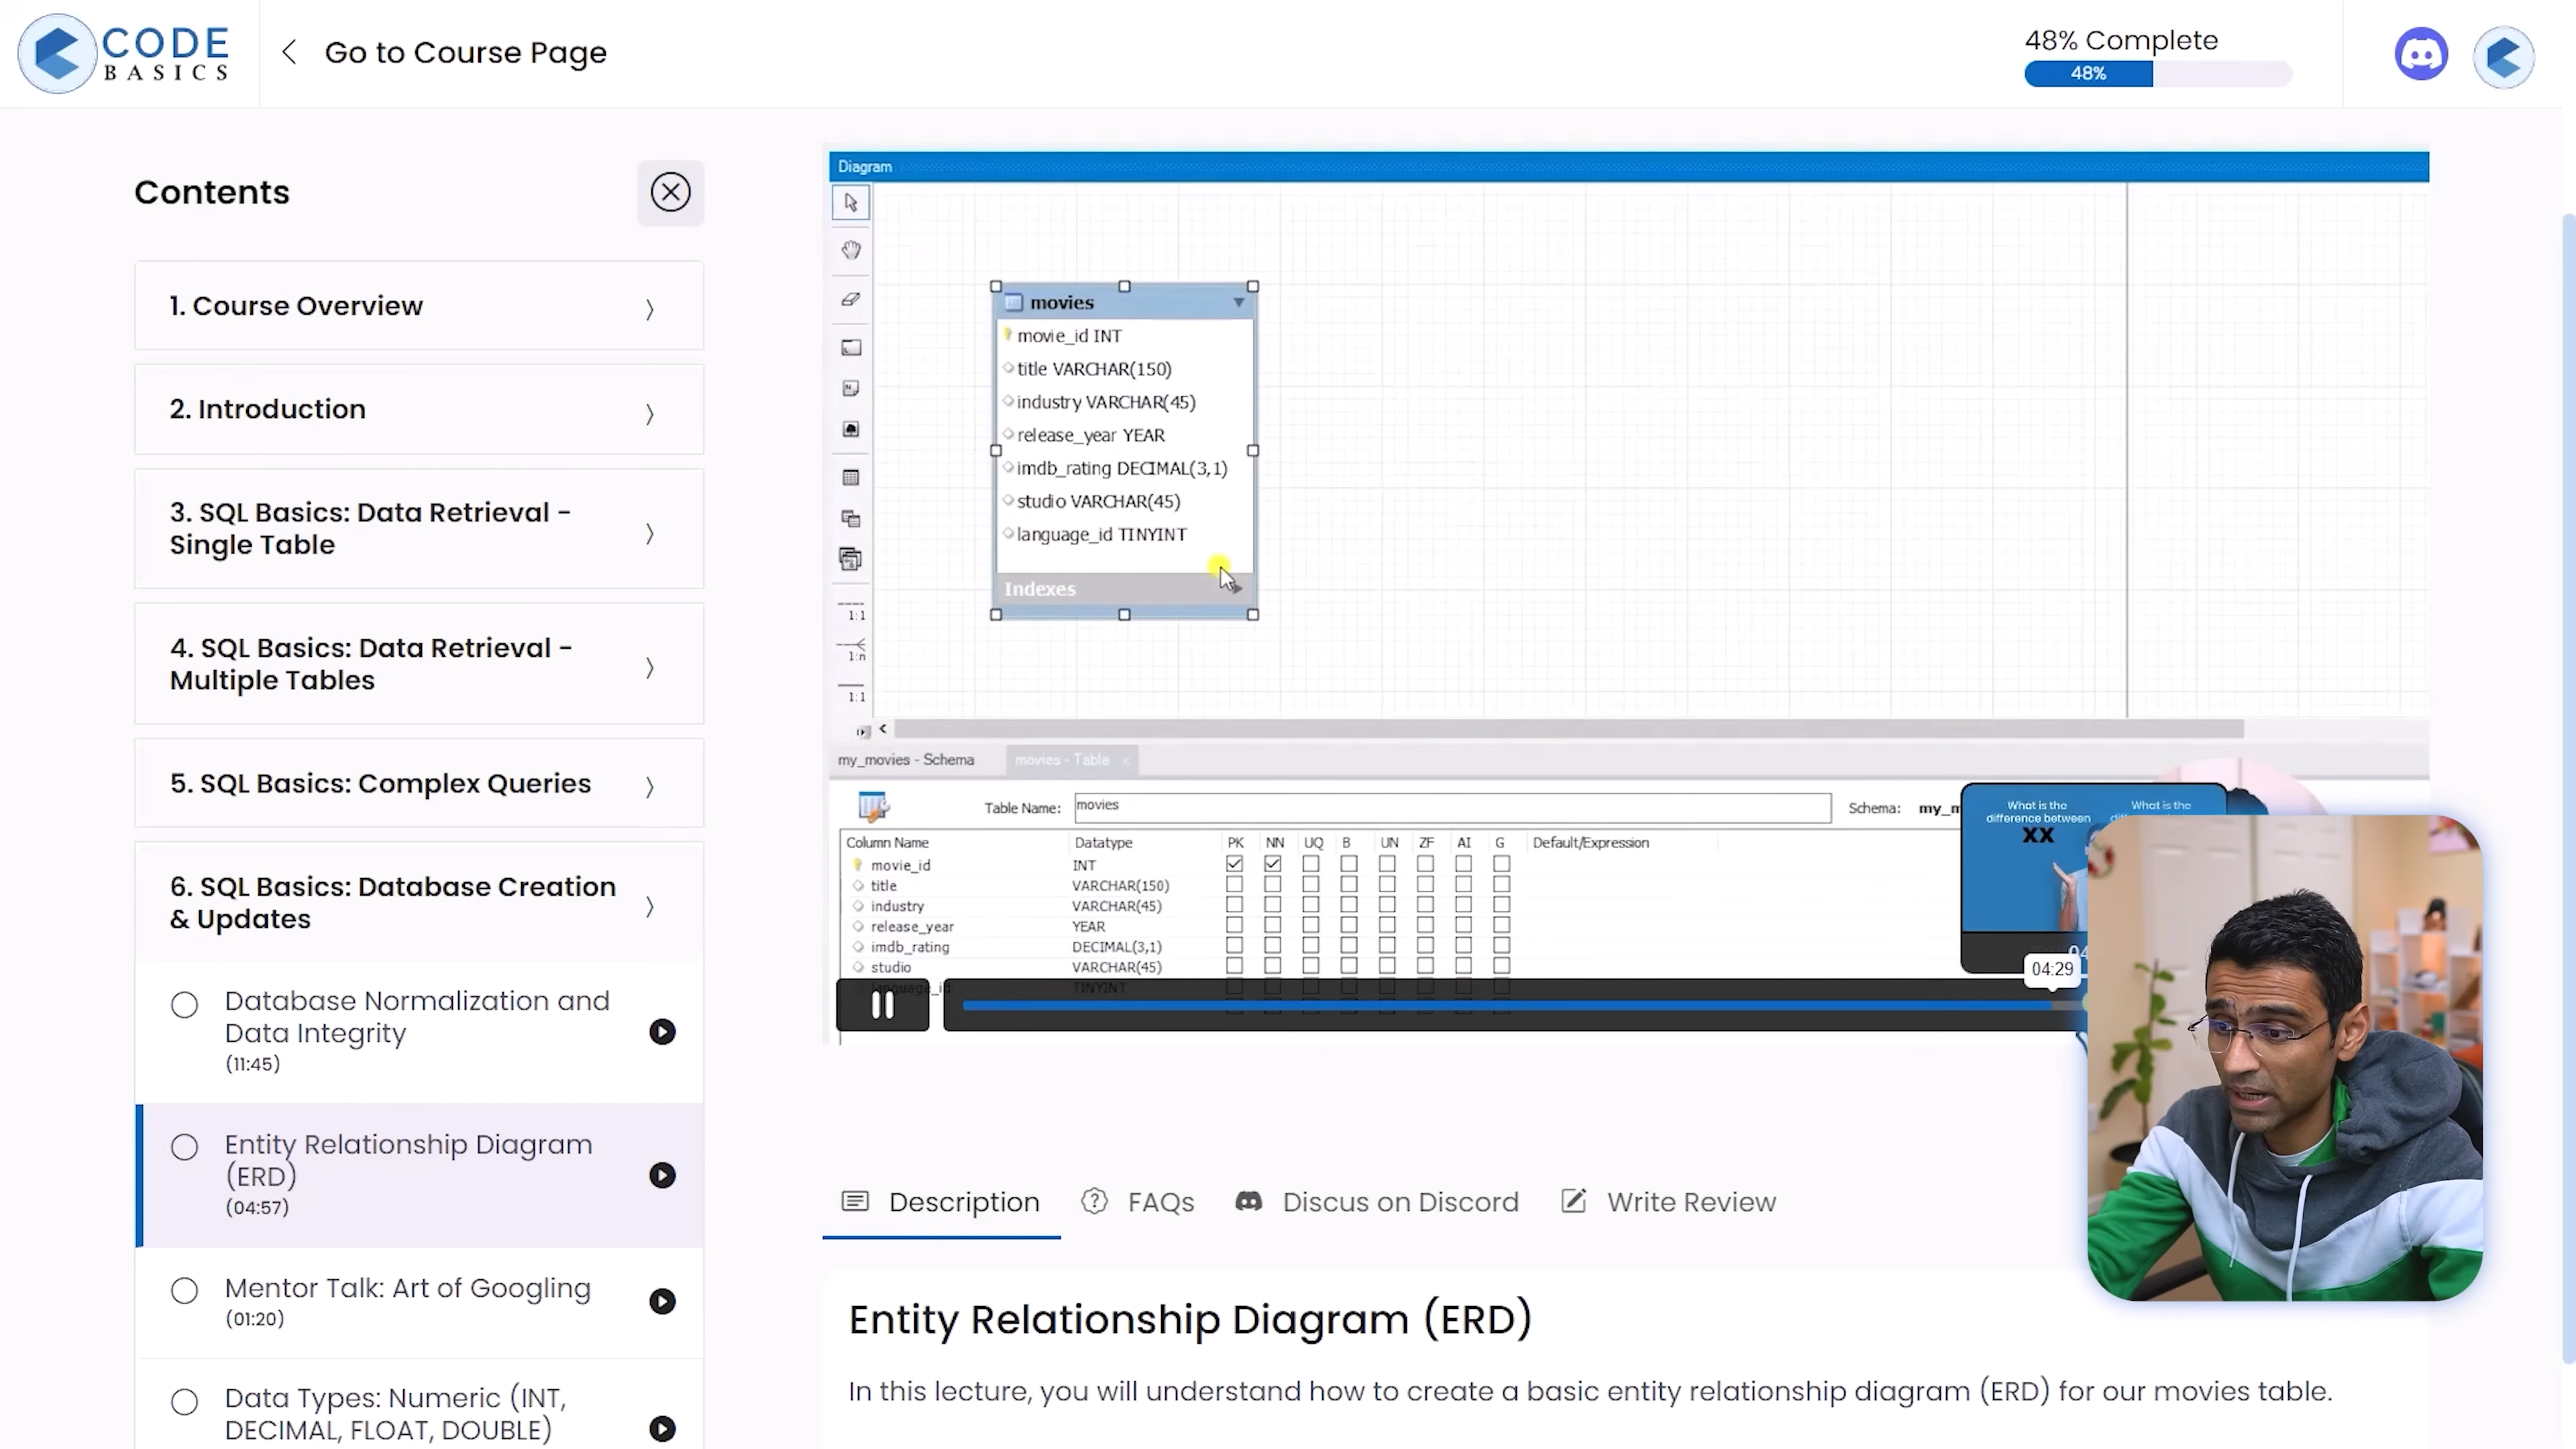 CODE
BASICS
Go to Course Page
48% Complete
48%
Contents
1. Course Overview
2. Introduction
3. SQL Basics: Data Retrieval -
Single Table
4. SQL Basics: Data Retrieval -
Multiple Tables
5. SQL Basics: Complex Queries
6. SQL Basics: Database Creation
& Updates
Database Normalization and
Data Integrity
(11:45)
Entity Relationship Diagram
(ERD)
(04:57)
Mentor Talk: Art of Googling
(01:20)
Data Types: Numeric (INT,
DECIMAL, FLOAT, DOUBLE)
Diagram
movies
movie_id INT
title VARCHAR(150)
industry VARCHAR(45)
release_year YEAR
imdb_rating DECIMAL(3,1)
studio VARCHAR(45)
language_id TINYINT
Indexes
1:1
1:n
1:1
my_movies - Schema
movies - Table
Table Name: movies
Schema:
What is the
difference between
XX
What is the
Column Name Datatype PK NN UQ B UN ZF AI G Default/Expression
movie_id INT
title VARCHAR(150)
industry VARCHAR(45)
release_year YEAR
imdb_rating DECIMAL(3,1)
studio VARCHAR(45)
language_id TINYINT
04:29
Description
FAQs
Discus on Discord
Write Review
Entity Relationship Diagram (ERD)
In this lecture, you will understand how to create a basic entity relationship diagram (ERD) for our movies table.